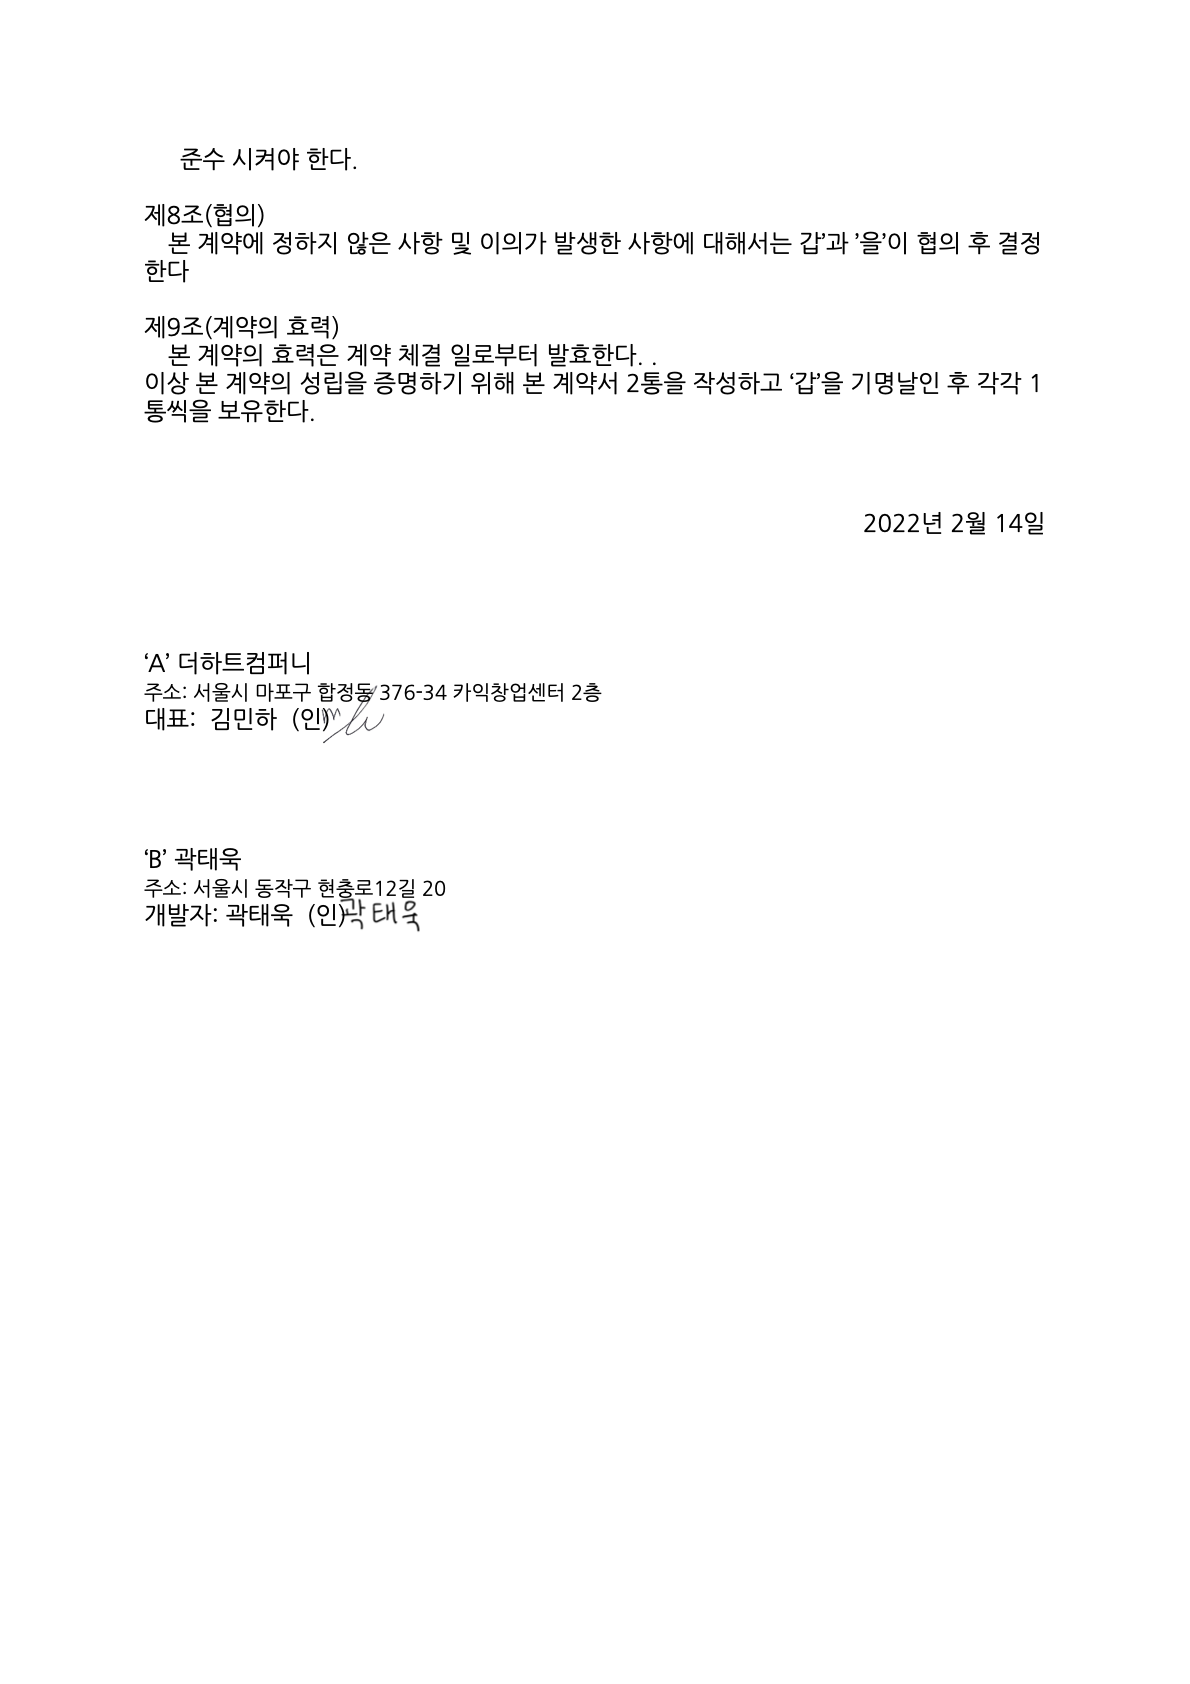 준수 시켜야 한다.
제8조(협의)
본 계약에 정하지 않은 사항 및 이의가 발생한 사항에 대해서는 갑’과 ’을’이 협의 후 결정
한다
제9조(계약의 효력)
본 계약의 효력은 계약 체결 일로부터 발효한다. .
이상 본 계약의 성립을 증명하기 위해 본 계약서 2통을 작성하고 ‘갑’을 기명날인 후 각각 1
통씩을 보유한다.
2022년 2월 14일
‘A’ 더하트컴퍼니
주소: 서울시 마포구 합정동 376-34 카익창업센터 2층
대표: 김민하 (인)
‘B’ 곽태욱
주소: 서울시 동작구 현충로12길 20
개발자: 곽태욱 (인)곽태욱